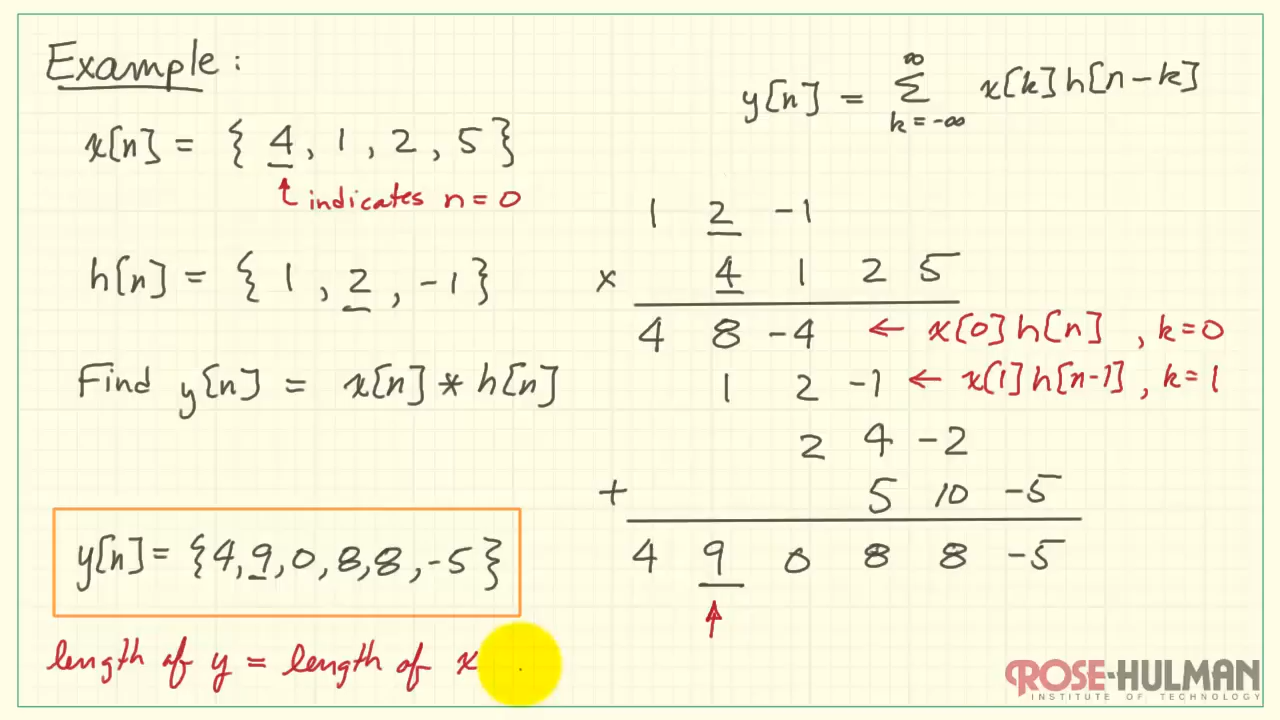 Example:
x[n] = { 4, 1, 2, 5 }
indicates n = 0
h[n] = { 1, 2, -1 }
Find y[n] = x[n] * h[n]
y[n] = {4, 9, 0, 8, 8, -5 }
length of y = length of x
y[n] = ∞ Σ k = -∞ x[k] h[n-k]
1 2 -1
x 4 1 2 5
4 8 -4 ← x[0] h[n], k=0
1 2 -1 ← x[1] h[n-1], k=1
2 4 -2
+ 5 10 -5
4 9 0 8 8 -5
ROSE-HULMAN
INSTITUTE OF TECHNOLOGY